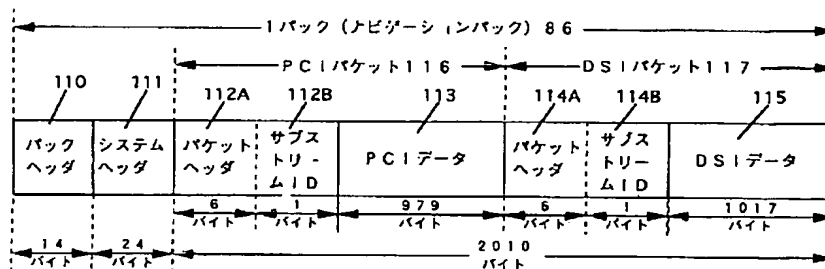 1パック(ナビゲーションパック)86
PCIパケット116
DSIパケット117
110
111
112A
112B
113
114A
114B
115
パック
ヘッダ
システム
ヘッダ
パケット
ヘッダ
サブス
トリー
ムID
PCIデータ
パケット
ヘッダ
サブス
トリー
ムID
DSIデータ
6
バイト
1
バイト
979
バイト
6
バイト
1
バイト
1017
バイト
14
バイト
24
バイト
2010
バイト